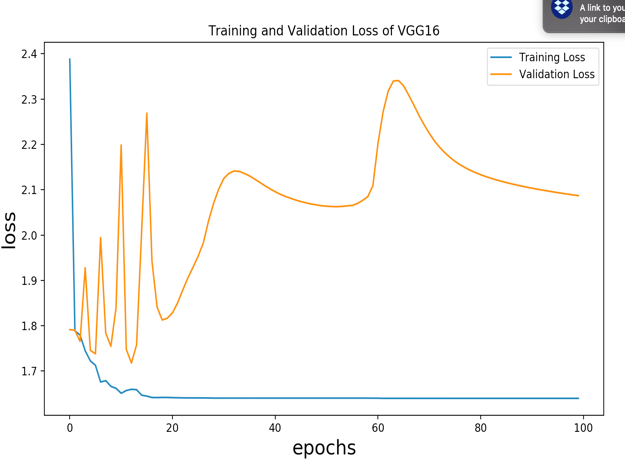 A link to you
your clipboa
Training and Validation Loss of VGG16
Training Loss
Validation Loss
loss
2.4
2.3
2.2
2.1
2.0
1.9
1.8
1.7
0 20 40 60 80 100
epochs